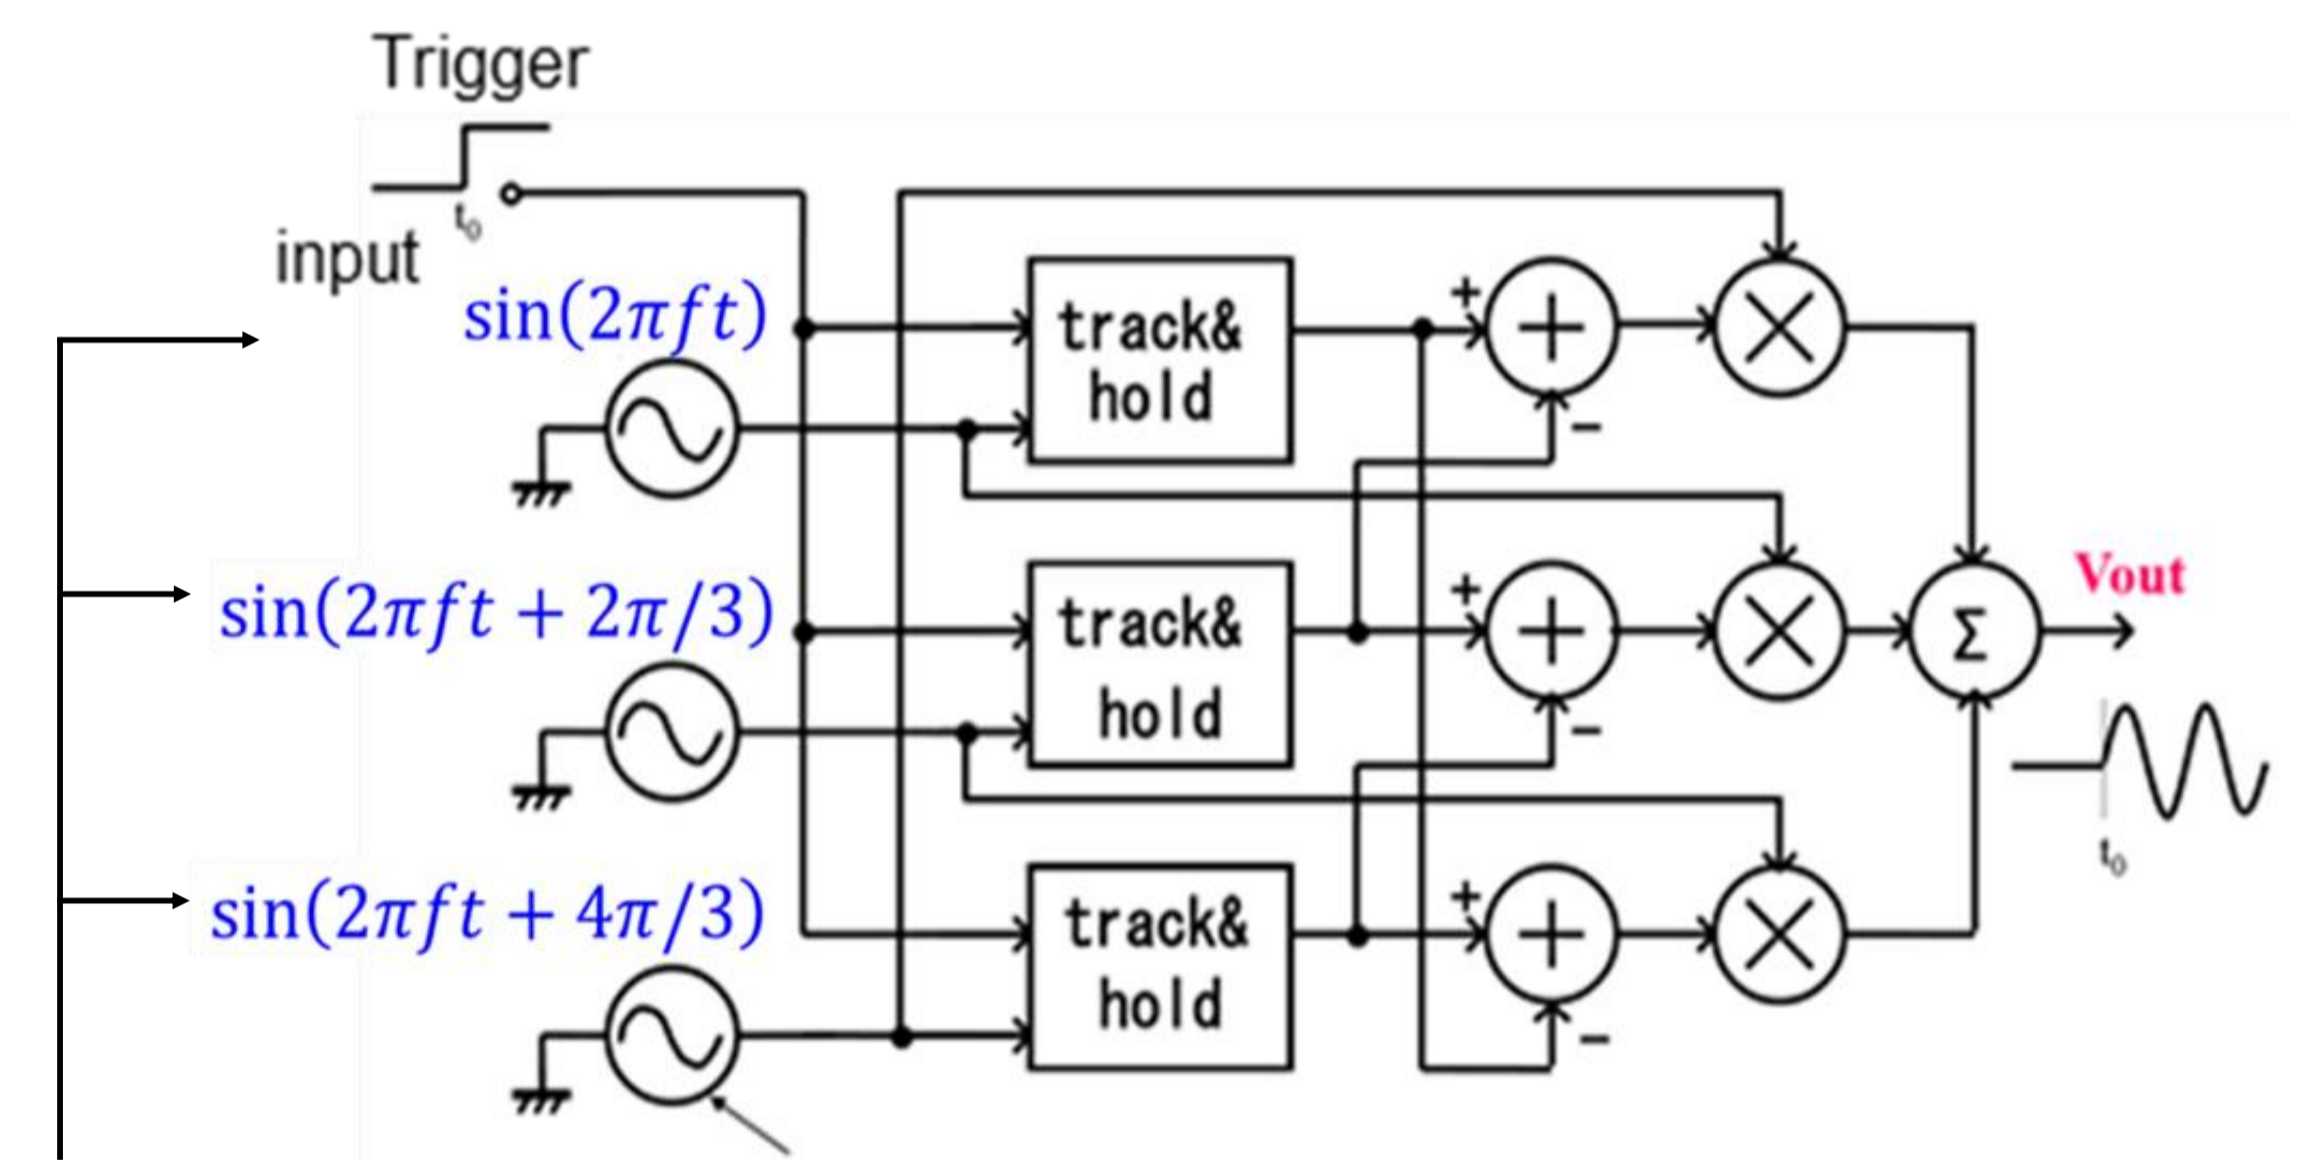 Trigger
t₀
input
sin(2πft)
track&
hold
+
−
sin(2πft + 2π/3)
track&
hold
+
−
Σ
Vout
t₀
sin(2πft + 4π/3)
track&
hold
+
−